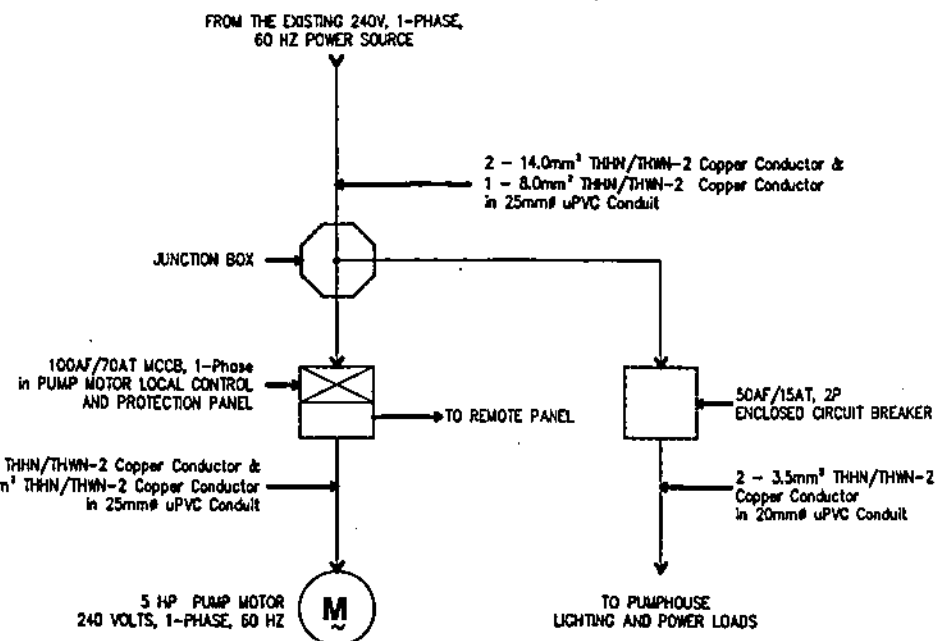 FROM THE EXISTING 240V, 1-PHASE,
60 HZ POWER SOURCE
2 - 14.0mm² THHN/THWN-2 Copper Conductor &
1 - 8.0mm² THHN/THWN-2 Copper Conductor
in 25mmø uPVC Conduit
JUNCTION BOX
100AF/70AT MCCB, 1-Phase
in PUMP MOTOR LOCAL CONTROL
AND PROTECTION PANEL
TO REMOTE PANEL
50AF/15AT, 2P
ENCLOSED CIRCUIT BREAKER
THHN/THWN-2 Copper Conductor &
m² THHN/THWN-2 Copper Conductor
in 25mmø uPVC Conduit
2 - 3.5mm² THHN/THWN-2
Copper Conductor
in 20mmø uPVC Conduit
5 HP PUMP MOTOR
240 VOLTS, 1-PHASE, 60 HZ
M
~
TO PUMPHOUSE
LIGHTING AND POWER LOADS